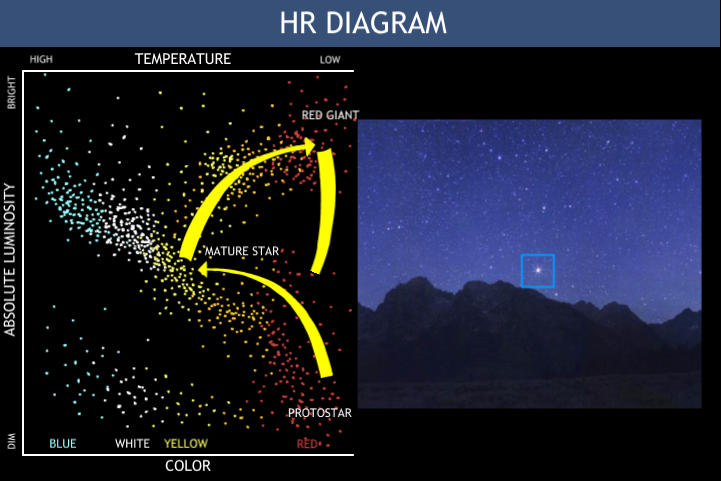 HR DIAGRAM
HIGH
TEMPERATURE
LOW
BRIGHT
RED GIANT
ABSOLUTE LUMINOSITY
MATURE STAR
PROTOSTAR
DIM
BLUE
WHITE
YELLOW
RED
COLOR